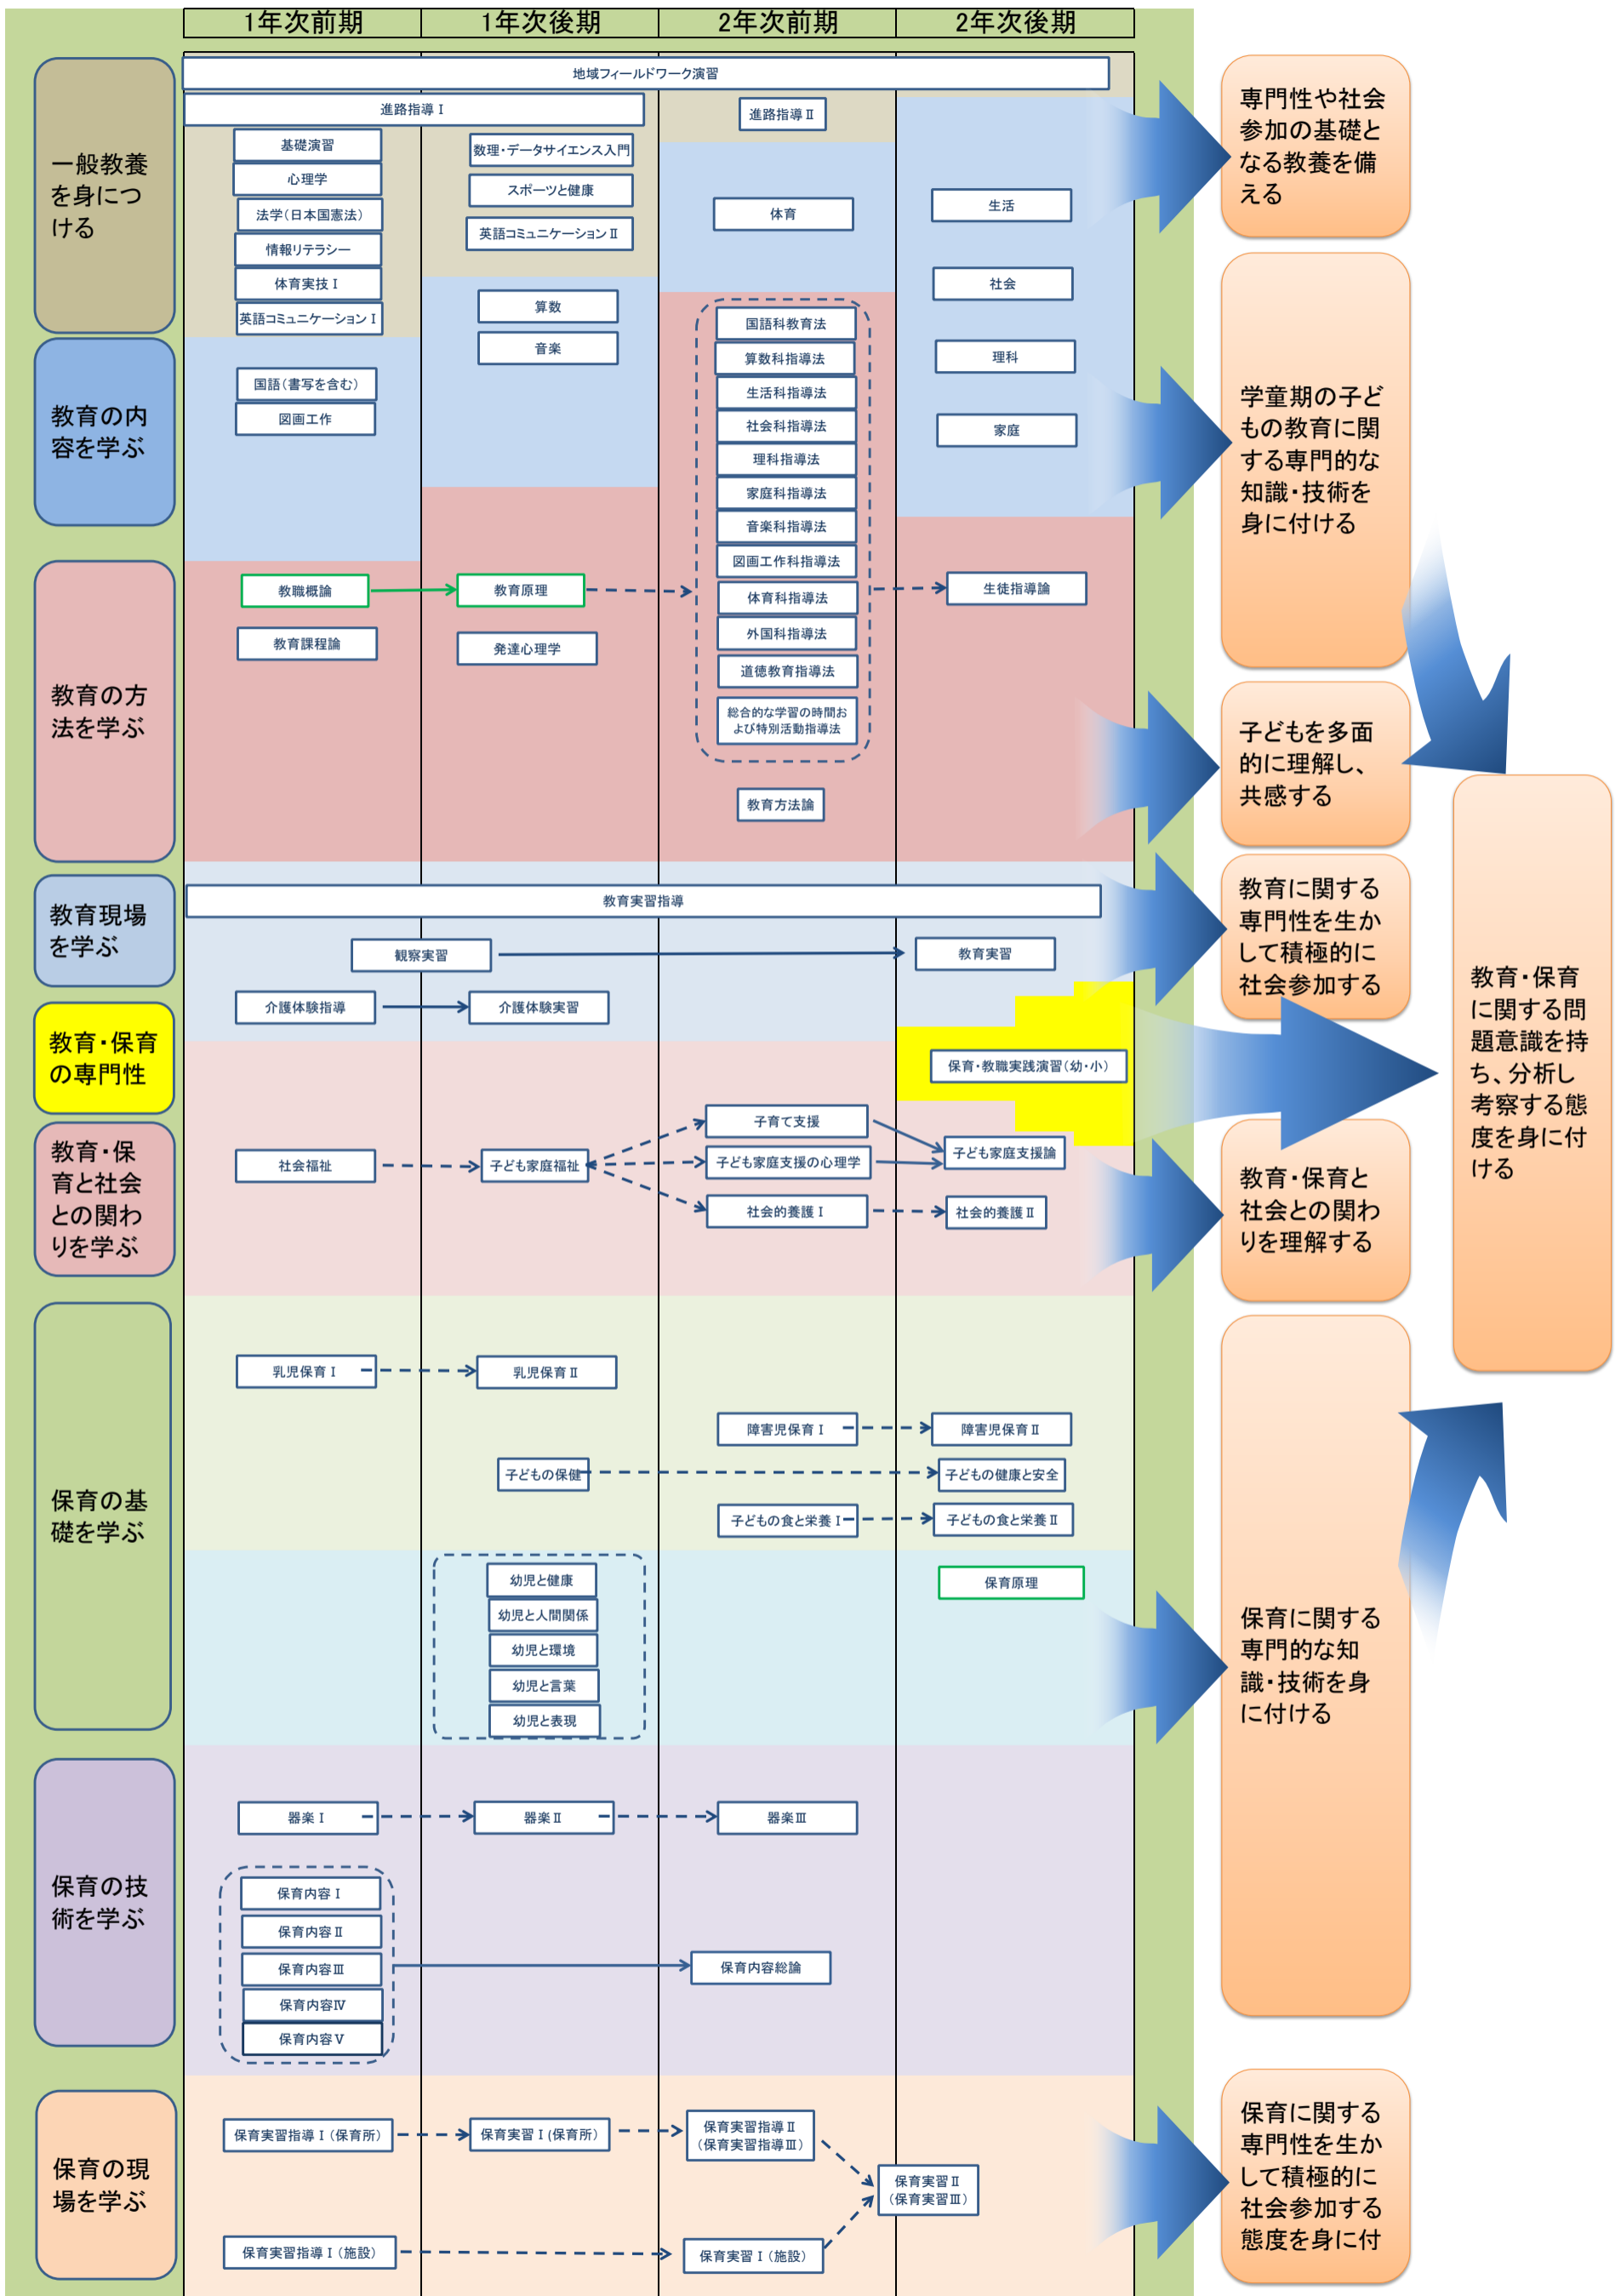 1年次前期
1年次後期
2年次前期
2年次後期
一般教養
を身につ
ける
地域フィールドワーク演習
進路指導Ⅰ
進路指導Ⅱ
基礎演習
心理学
法学(日本国憲法)
情報リテラシー
体育実技Ⅰ
英語コミュニケーションⅠ
数理・データサイエンス入門
スポーツと健康
英語コミュニケーションⅡ
専門性や社会
参加の基礎と
なる教養を備
える
教育の内
容を学ぶ
国語(書写を含む)
図画工作
算数
音楽
体育
生活
社会
理科
家庭
学童期の子ど
もの教育に関
する専門的な
知識・技術を
身に付ける
教育の方
法を学ぶ
教職概論
教育課程論
教育原理
発達心理学
国語科教育法
算数科指導法
生活科指導法
社会科指導法
理科指導法
家庭科指導法
音楽科指導法
図画工作科指導法
体育科指導法
外国科指導法
道徳教育指導法
総合的な学習の時間お
よび特別活動指導法
教育方法論
生徒指導論
子どもを多面
的に理解し、
共感する
教育現場
を学ぶ
教育実習指導
観察実習
教育実習
介護体験指導
介護体験実習
教育に関する
専門性を生か
して積極的に
社会参加する
教育・保育
の専門性
保育・教職実践演習(幼・小)
教育・保育
に関する問
題意識を持
ち、分析し
考察する態
度を身に付
ける
教育・保
育と社会
との関わ
りを学ぶ
社会福祉
子ども家庭福祉
子育て支援
子ども家庭支援の心理学
社会的養護Ⅰ
子ども家庭支援論
社会的養護Ⅱ
教育・保育と
社会との関わ
りを理解する
保育の基
礎を学ぶ
乳児保育Ⅰ
乳児保育Ⅱ
障害児保育Ⅰ
障害児保育Ⅱ
子どもの保健
子どもの健康と安全
子どもの食と栄養Ⅰ
子どもの食と栄養Ⅱ
幼児と健康
幼児と人間関係
幼児と環境
幼児と言葉
幼児と表現
保育原理
保育に関する
専門的な知
識・技術を身
に付ける
保育の技
術を学ぶ
器楽Ⅰ
器楽Ⅱ
器楽Ⅲ
保育内容Ⅰ
保育内容Ⅱ
保育内容Ⅲ
保育内容Ⅳ
保育内容Ⅴ
保育内容総論
保育の現
場を学ぶ
保育実習指導Ⅰ(保育所)
保育実習Ⅰ(保育所)
保育実習指導Ⅱ
(保育実習指導Ⅲ)
保育実習Ⅱ
(保育実習Ⅲ)
保育実習指導Ⅰ(施設)
保育実習Ⅰ(施設)
保育に関する
専門性を生か
して積極的に
社会参加する
態度を身に付